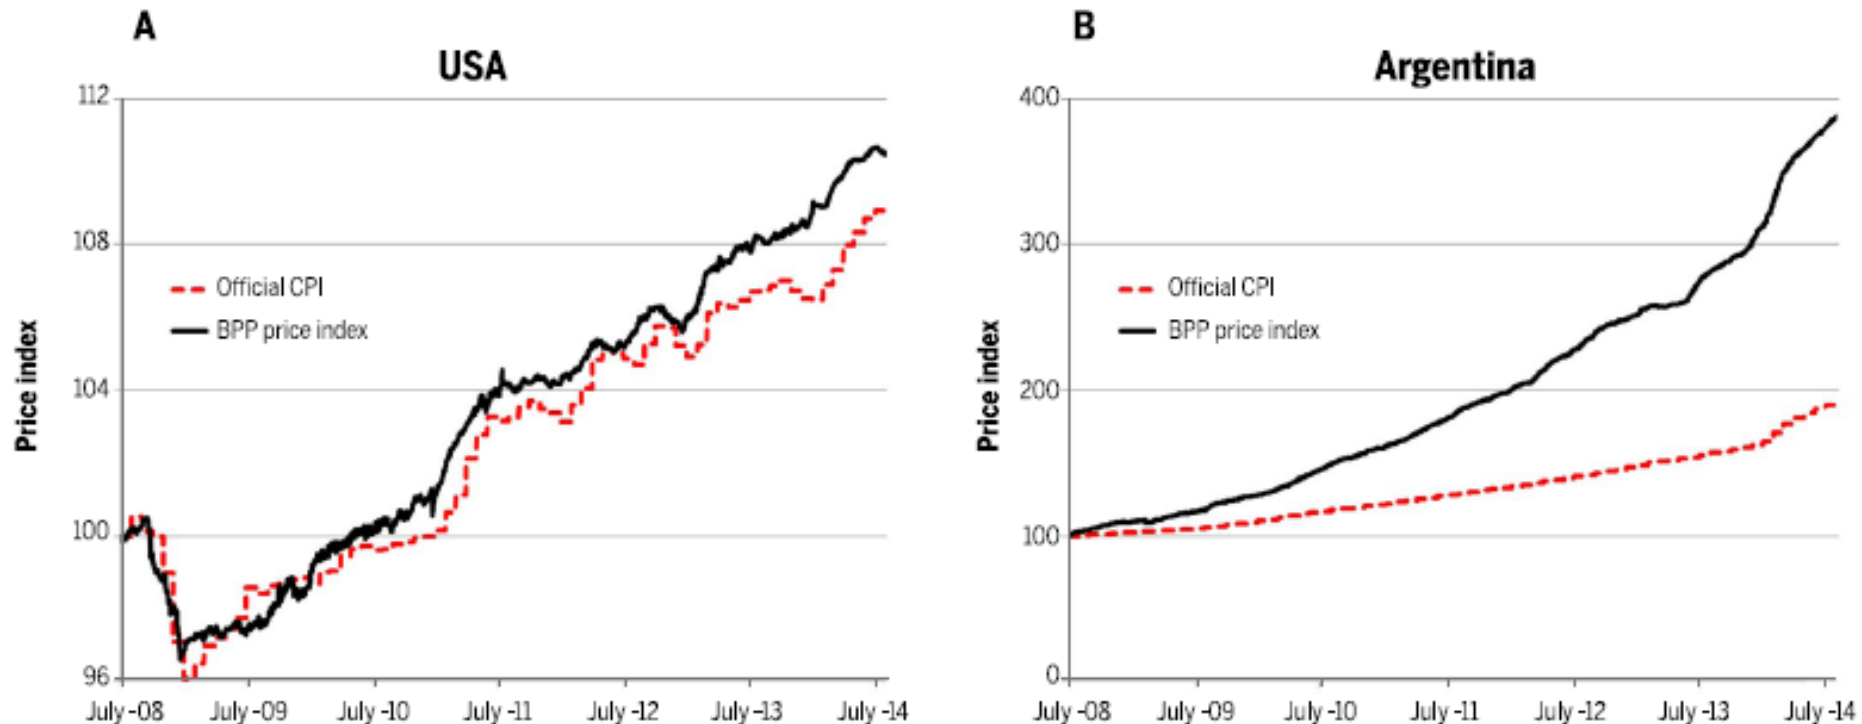 A
USA
Price index
112
108
104
100
96
Official CPI
BPP price index
July-08 July-09 July-10 July-11 July-12 July-13 July-14
B
Argentina
Price index
400
300
200
100
0
Official CPI
BPP price index
July-08 July-09 July-10 July-11 July-12 July-13 July-14